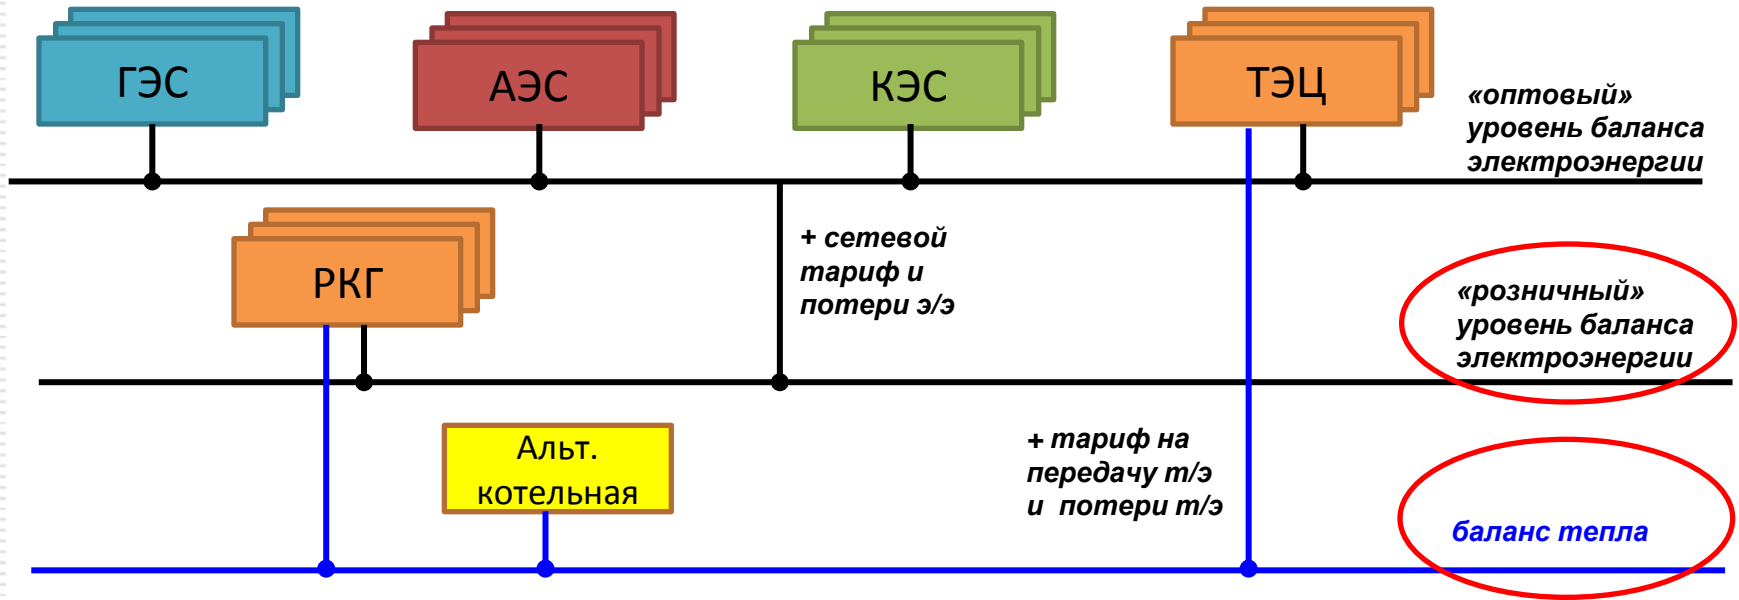 ГЭС
АЭС
КЭС
ТЭЦ
«оптовый»
уровень баланса
электроэнергии
РКГ
+ сетевой
тариф и
потери э/э
«розничный»
уровень баланса
электроэнергии
Альт.
котельная
+ тариф на
передачу т/э
и потери т/э
баланс тепла